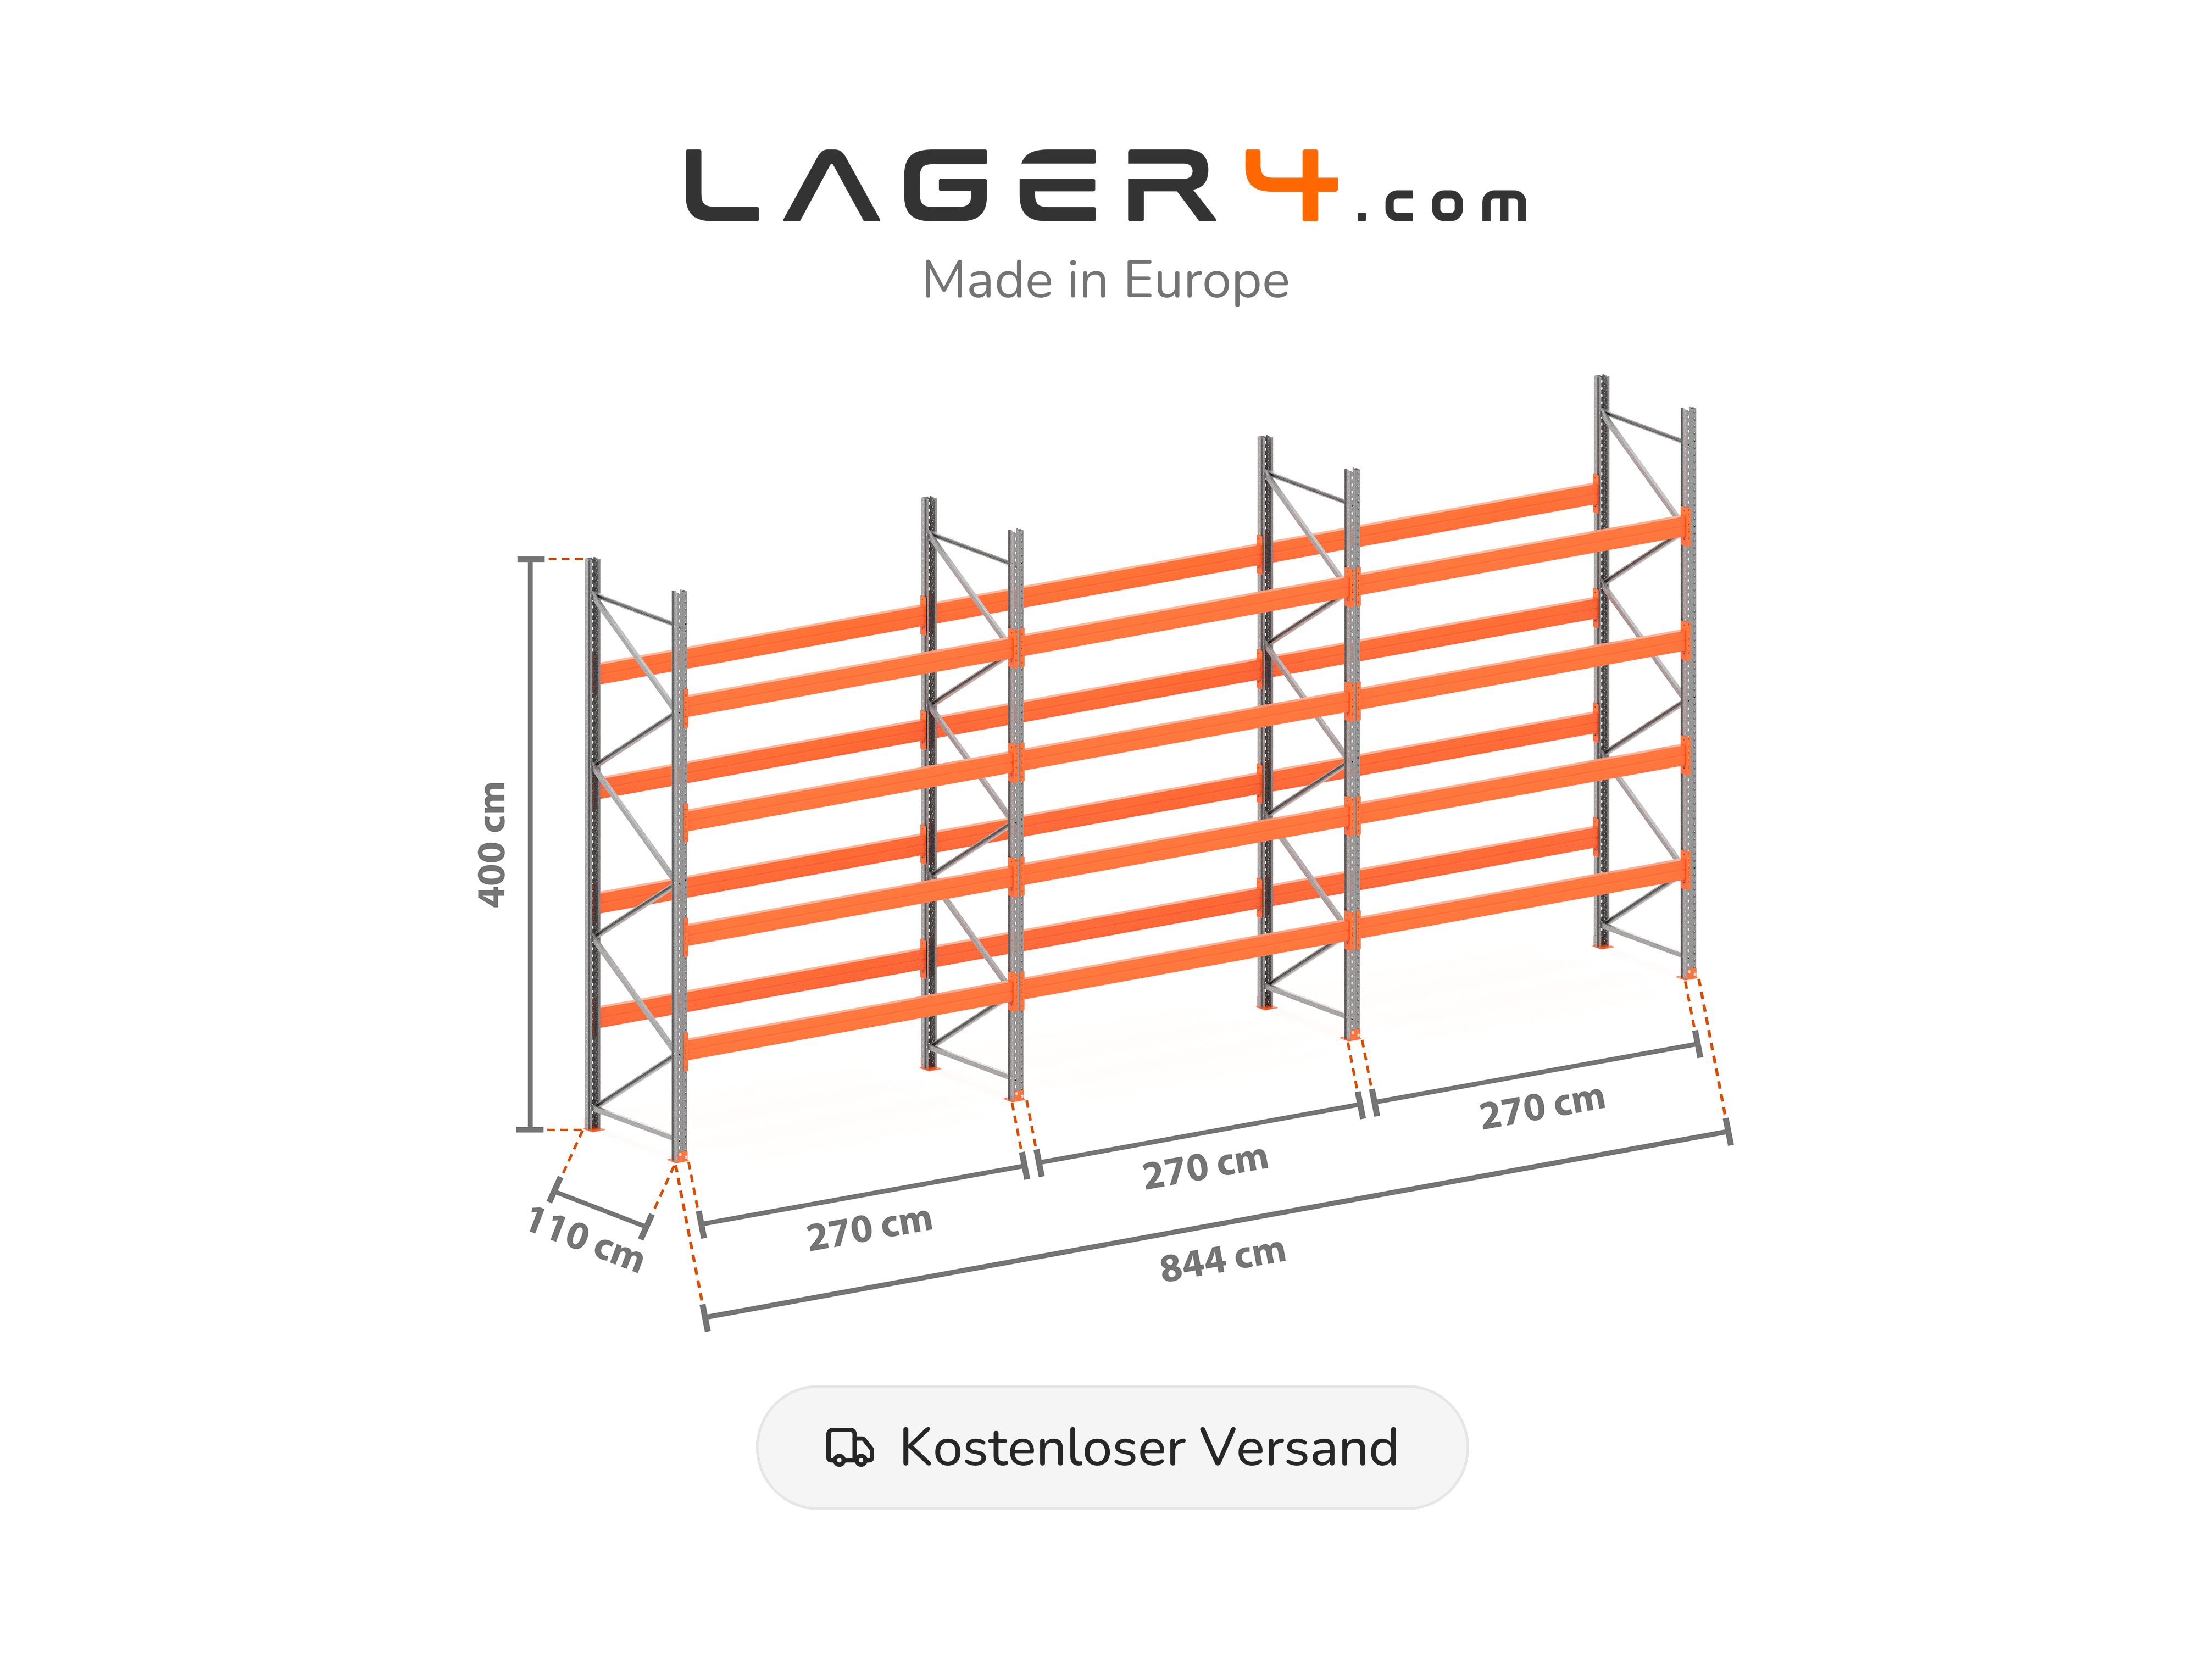 LAGER4.com
Made in Europe
400 cm
110 cm
270 cm
270 cm
270 cm
844 cm
Kostenloser Versand